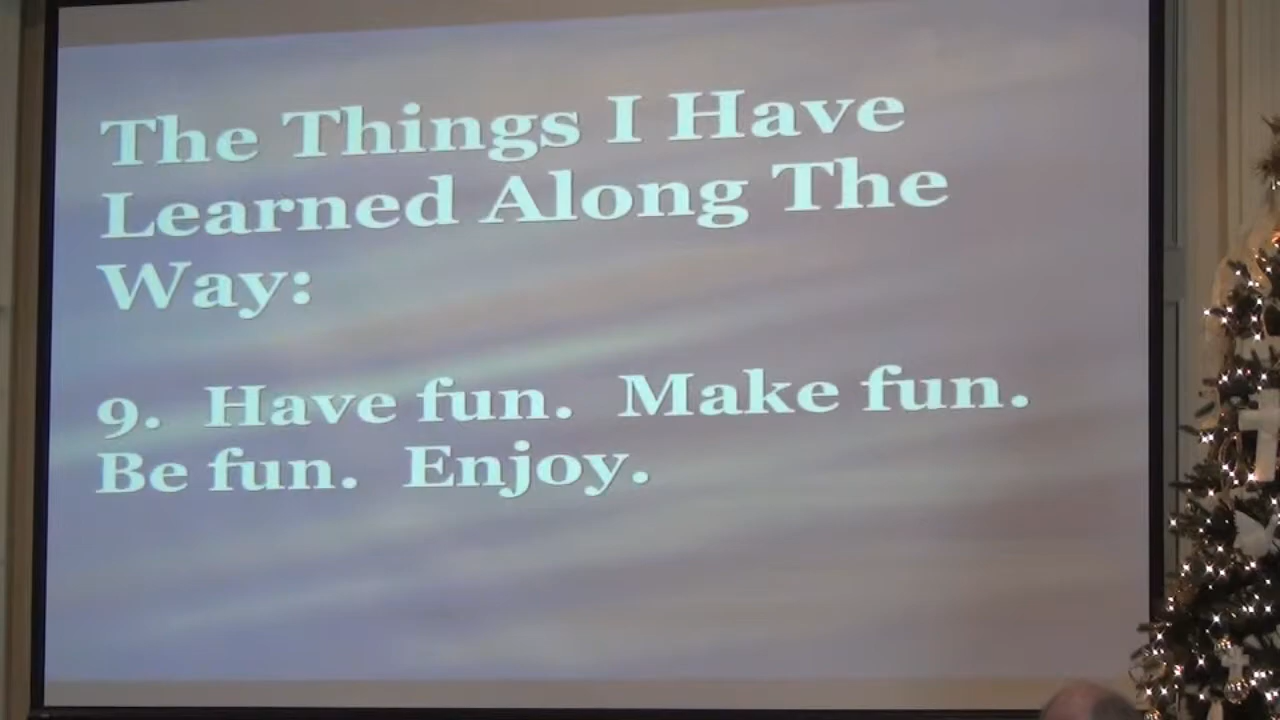 The Things I Have
Learned Along The
Way:
9. Have fun. Make fun.
Be fun. Enjoy.